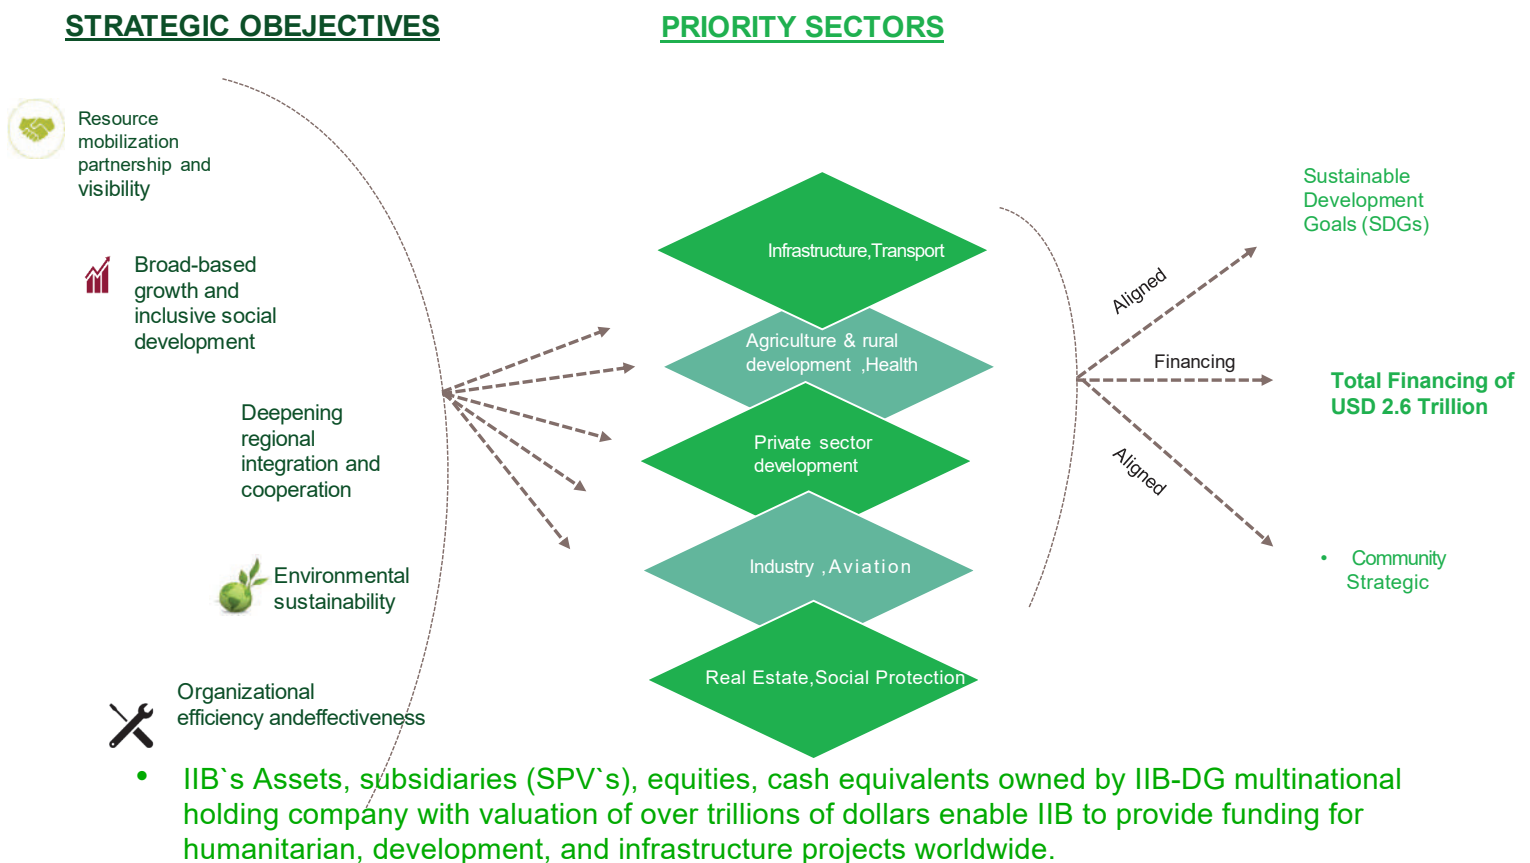 STRATEGIC OBEJECTIVES
PRIORITY SECTORS
Resource
mobilization
partnership and
visibility
Broad-based
growth and
inclusive social
development
Deepening
regional
integration and
cooperation
Environmental
sustainability
Organizational
efficiency andeffectiveness
Infrastructure,Transport
Agriculture & rural
development ,Health
Private sector
development
Industry ,Aviation
Real Estate,Social Protection
Aligned
Financing
Aligned
Sustainable
Development
Goals (SDGs)
Total Financing of
USD 2.6 Trillion
• Community
Strategic
• IIB`s Assets, subsidiaries (SPV`s), equities, cash equivalents owned by IIB-DG multinational
holding company with valuation of over trillions of dollars enable IIB to provide funding for
humanitarian, development, and infrastructure projects worldwide.